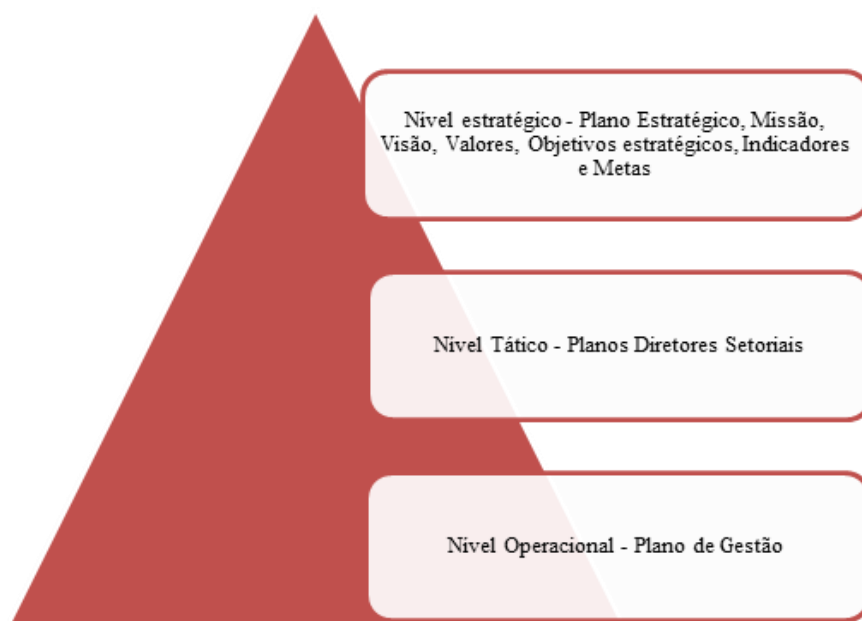 Nível estratégico - Plano Estratégico, Missão,
Visão, Valores, Objetivos estratégicos, Indicadores
e Metas
Nível Tático - Planos Diretores Setoriais
Nível Operacional - Plano de Gestão